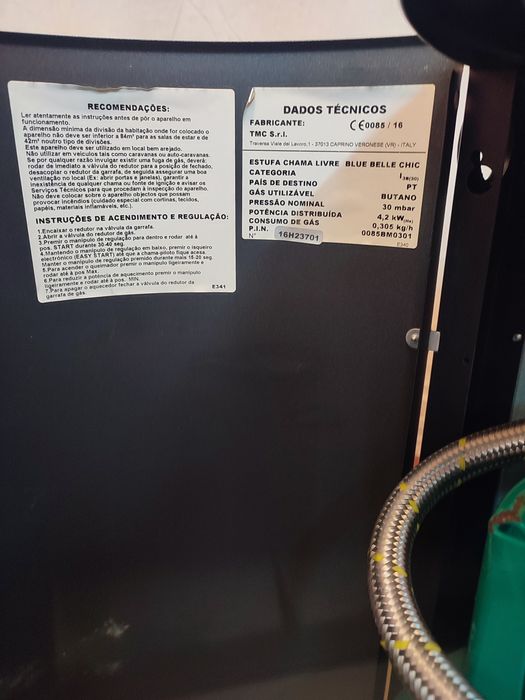 RECOMENDAÇÕES:
Ler atentamente as instruções antes de pôr o aparelho em
funcionamento.
A dimensão mínima da divisão da habitação onde for colocado o
aparelho não deve ser inferior a 84m³ para as salas de estar e de
42m³ noutro tipo de divisões.
Este aparelho deve ser utilizado em local bem arejado.
Não utilizar em veículos tais como caravanas ou auto-caravanas.
Se por qualquer razão invulgar existir uma fuga de gás, deverá:
rodar de imediato a válvula do redutor para a posição de fechado,
desacoplar o redutor da garrafa, de seguida assegurar uma boa
ventilação no local (Ex: abrir portas e janelas), garantir a
inexistência de qualquer chama ou fonte de ignição e avisar os
Serviços Técnicos para que procedam à inspecção do aparelho.
Não deve colocar sobre o aparelho objectos que possam
provocar incêndios (cuidado especial com cortinas, tecidos,
papéis, materiais inflamáveis, etc.).
INSTRUÇÕES DE ACENDIMENTO E REGULAÇÃO:
1.Encaixar o redutor na válvula da garrafa.
2.Abrir a válvula do redutor de gás.
3.Premir o manípulo de regulação para dentro e rodar até à
pos. START durante 30-40 seg.
4.Mantendo o manípulo de regulação em baixo, premir o isqueiro
electrónico (EASY START) até que a chama-piloto fique acesa.
Manter o manípulo de regulação premido durante mais 15-20 seg.
5.Para acender o queimador premir o manípulo ligeiramente e
rodar até à pos Max.
6.Para reduzir a potência de aquecimento premir o manípulo
ligeiramente e rodar até à pos. MIN.
7.Para apagar o aquecedor fechar a válvula do redutor da
garrafa de gás.
E341
DADOS TÉCNICOS
FABRICANTE: CE0085 / 16
TMC S.r.l.
Traversa Viale del Lavoro,1 - 37013 CAPRINO VERONESE (VR) - ITALY
ESTUFA CHAMA LIVRE BLUE BELLE CHIC
CATEGORIA I3B(30)
PAÍS DE DESTINO PT
GÁS UTILIZÁVEL BUTANO
PRESSÃO NOMINAL 30 mbar
POTÊNCIA DISTRIBUÍDA 4,2 kW(Hs)
CONSUMO DE GÁS 0,305 kg/h
P.I.N. 0085BM0301
N° 16H23701
E340